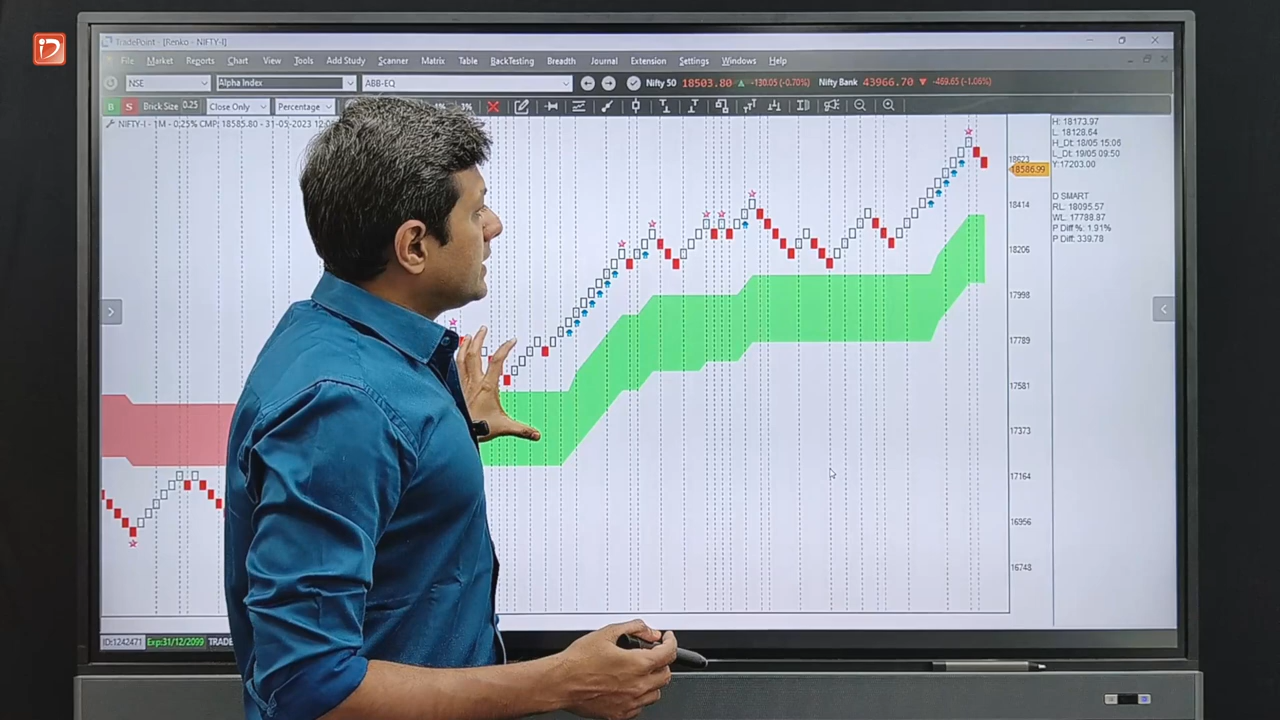 TradePoint - [Renko - NIFTY-I]
File Market Reports Chart View Tools Add Study Scanner Matrix Table BackTesting Breadth Journal Extension Settings Windows Help
NSE Alpha Index ABB-EQ Nifty 50 18503.80 -130.05 (-0.70%) Nifty Bank 43966.70 -469.65 (-1.06%)
B S Brick Size 0.25 Close Only Percentage 3%
NIFTY-I - 1M - 0.25% CMP: 18585.80 - 31-05-2023
H: 18173.97
L: 18128.64
H_Dt: 18/05 15:06
L_Dt: 19/05 09:50
Y:17203.00
18623
18586.99
D SMART
RL: 18095.57
WL: 17788.87
P Diff %: 1.91%
P Diff: 339.78
18414
18206
17998
17789
17581
17373
17164
16956
16748
ID:1242471 Exp:31/12/2099 TRADE